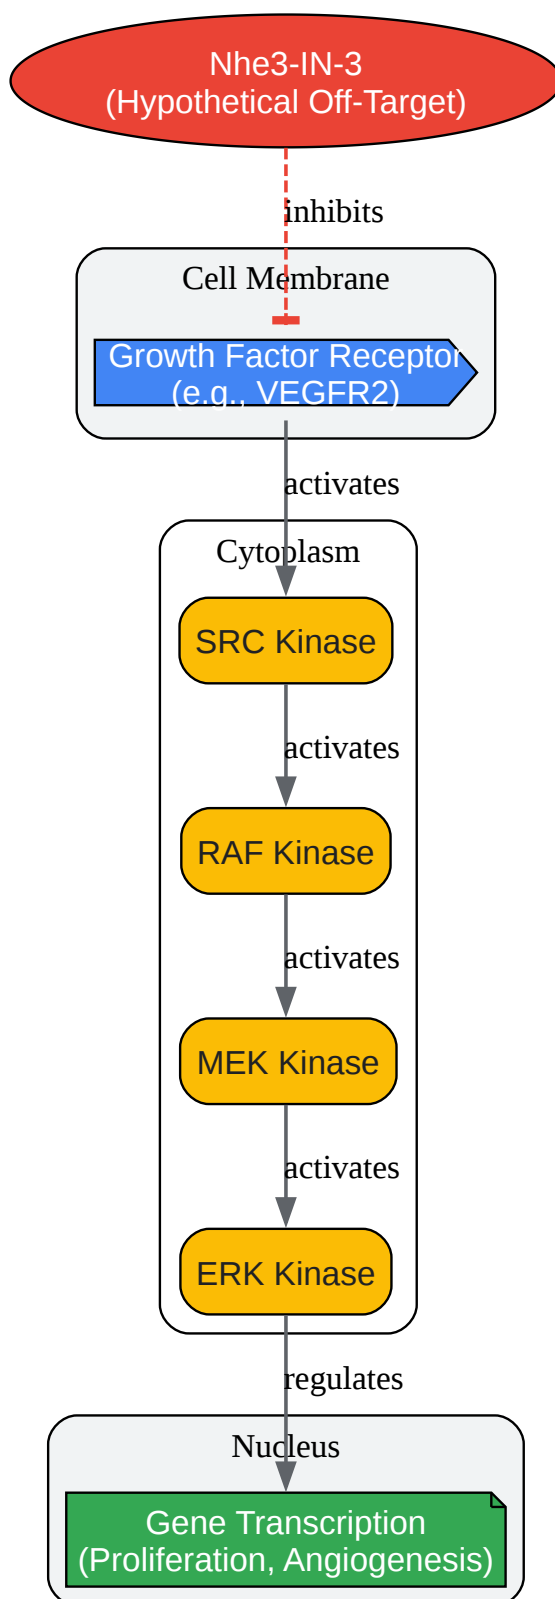 Nhe3-IN-3
(Hypothetical Off-Target)
inhibits
Cell Membrane
Growth Factor Receptor
(e.g., VEGFR2)
activates
Cytoplasm
SRC Kinase
activates
RAF Kinase
activates
MEK Kinase
activates
ERK Kinase
regulates
Nucleus
Gene Transcription
(Proliferation, Angiogenesis)